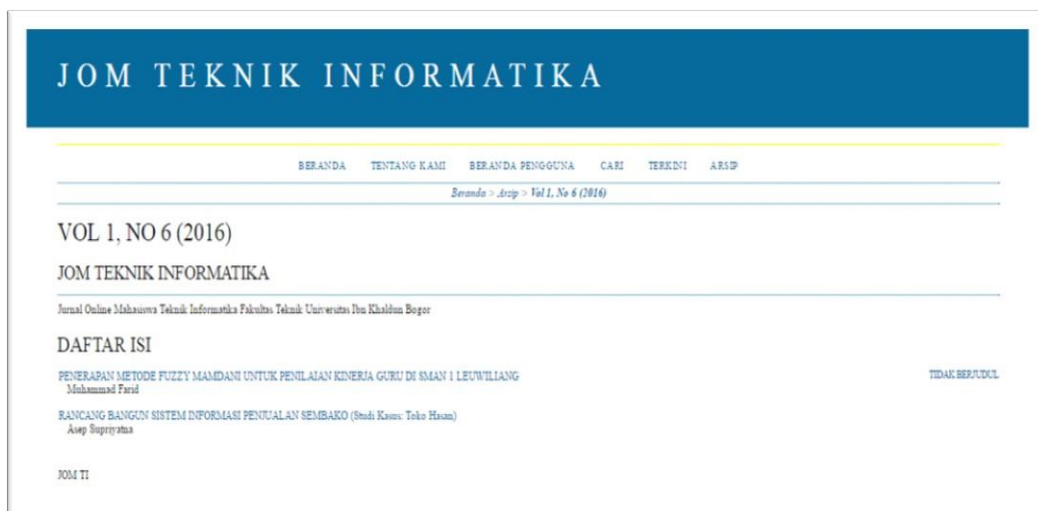 JOM TEKNIK INFORMATIKA
BERANDA TENTANG KAMI BERANDA PENGGUNA CARI TERKINI ARSIP
Beranda > Arsip > Vol 1, No 6 (2016)
VOL 1, NO 6 (2016)
JOM TEKNIK INFORMATIKA
Jurnal Online Mahasiswa Teknik Informatika Fakultas Teknik Universitas Ibn Khaldun Bogor
DAFTAR ISI
PENERAPAN METODE FUZZY MAMDANI UNTUK PENILAIAN KINERJA GURU DI SMAN 1 LEUWILIANG TIDAK BERJUDUL
Muhammad Farid
RANCANG BANGUN SISTEM INFORMASI PENJUALAN SEMBAKO (Studi Kasus: Toko Hasan)
Asep Supriyatna
JOM TI